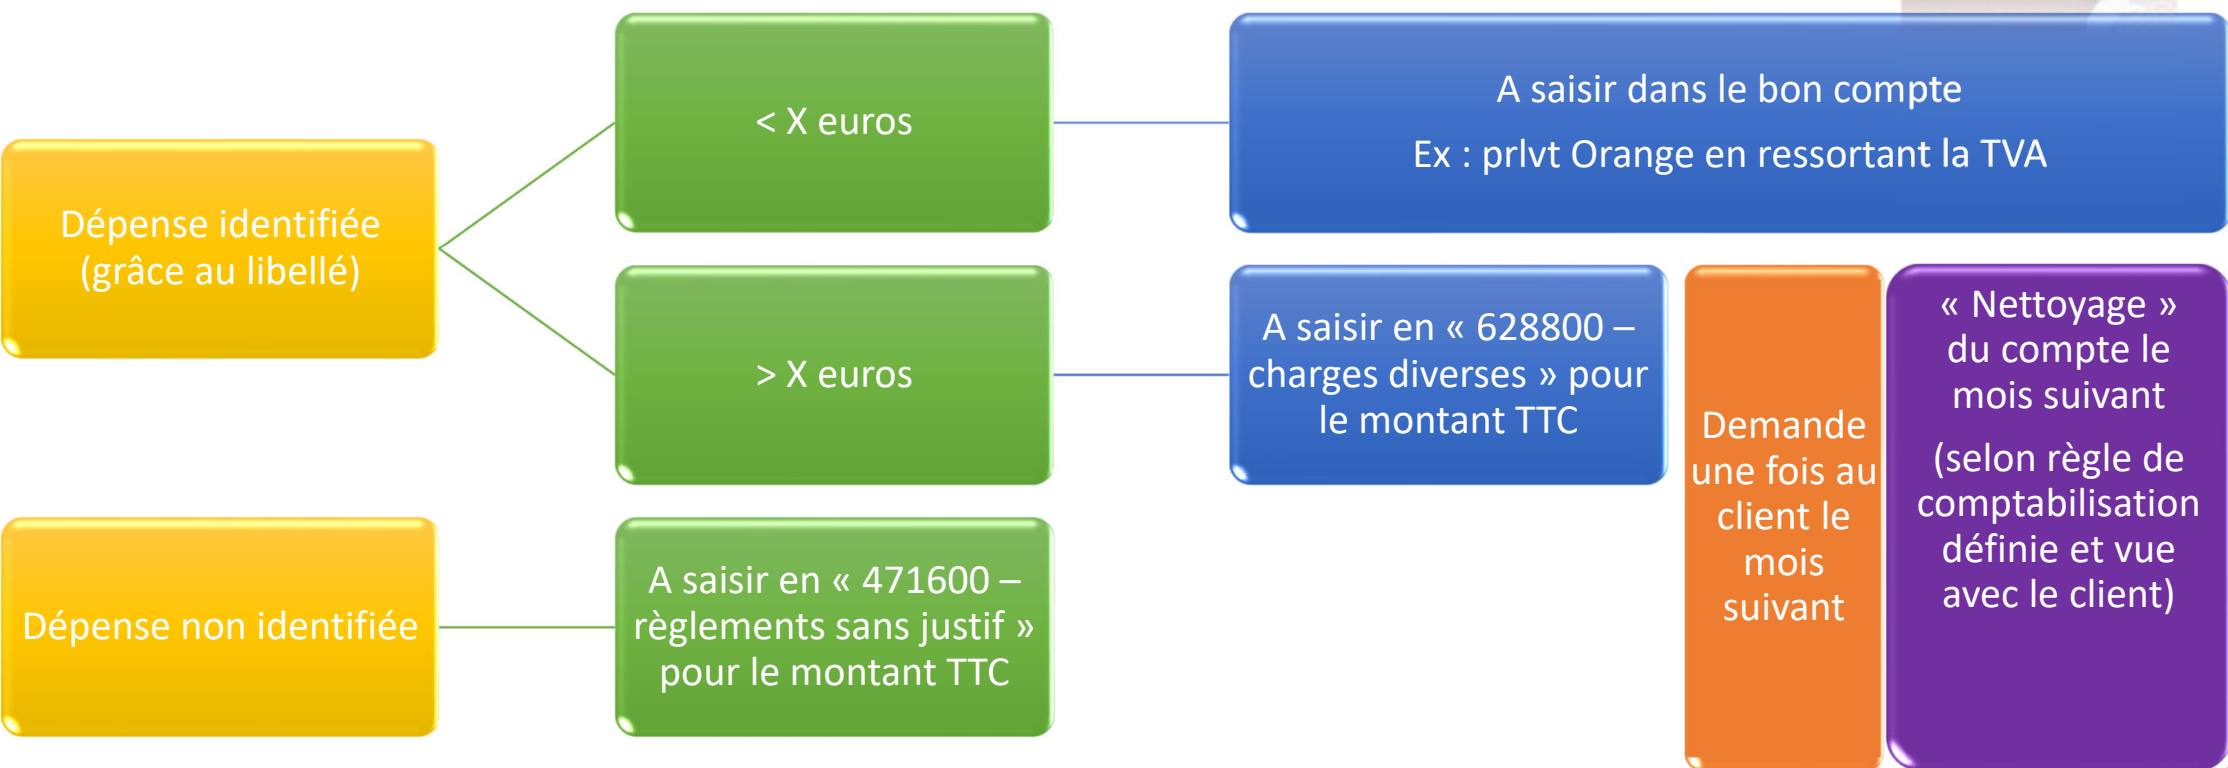 Dépense identifiée
(grâce au libellé)
< X euros
A saisir dans le bon compte
Ex : prlvt Orange en ressortant la TVA
> X euros
A saisir en « 628800 –
charges diverses » pour
le montant TTC
Dépense non identifiée
A saisir en « 471600 –
règlements sans justif »
pour le montant TTC
Demande
une fois au
client le
mois
suivant
« Nettoyage »
du compte le
mois suivant
(selon règle de
comptabilisation
définie et vue
avec le client)